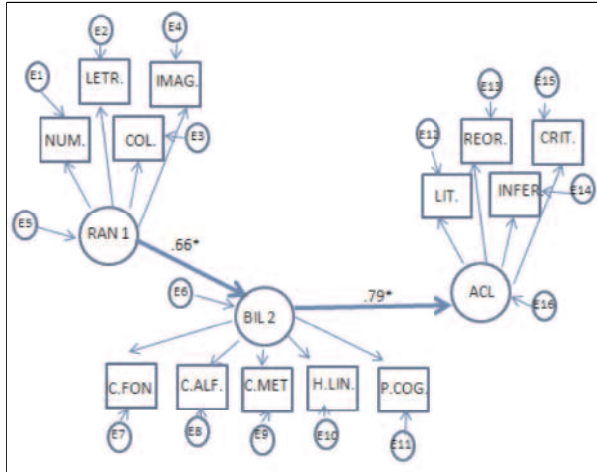 E2
E4
E1
LETR.
IMAG.
E13
E15
NUM.
COL.
E3
E12
REOR.
CRIT.
LIT.
INFER.
E14
E5
RAN 1
.66*
E6
ACL
.79*
BIL 2
E16
C.FON
C.ALF.
C.MET
H.LIN.
P.COG.
E7
E8
E9
E10
E11